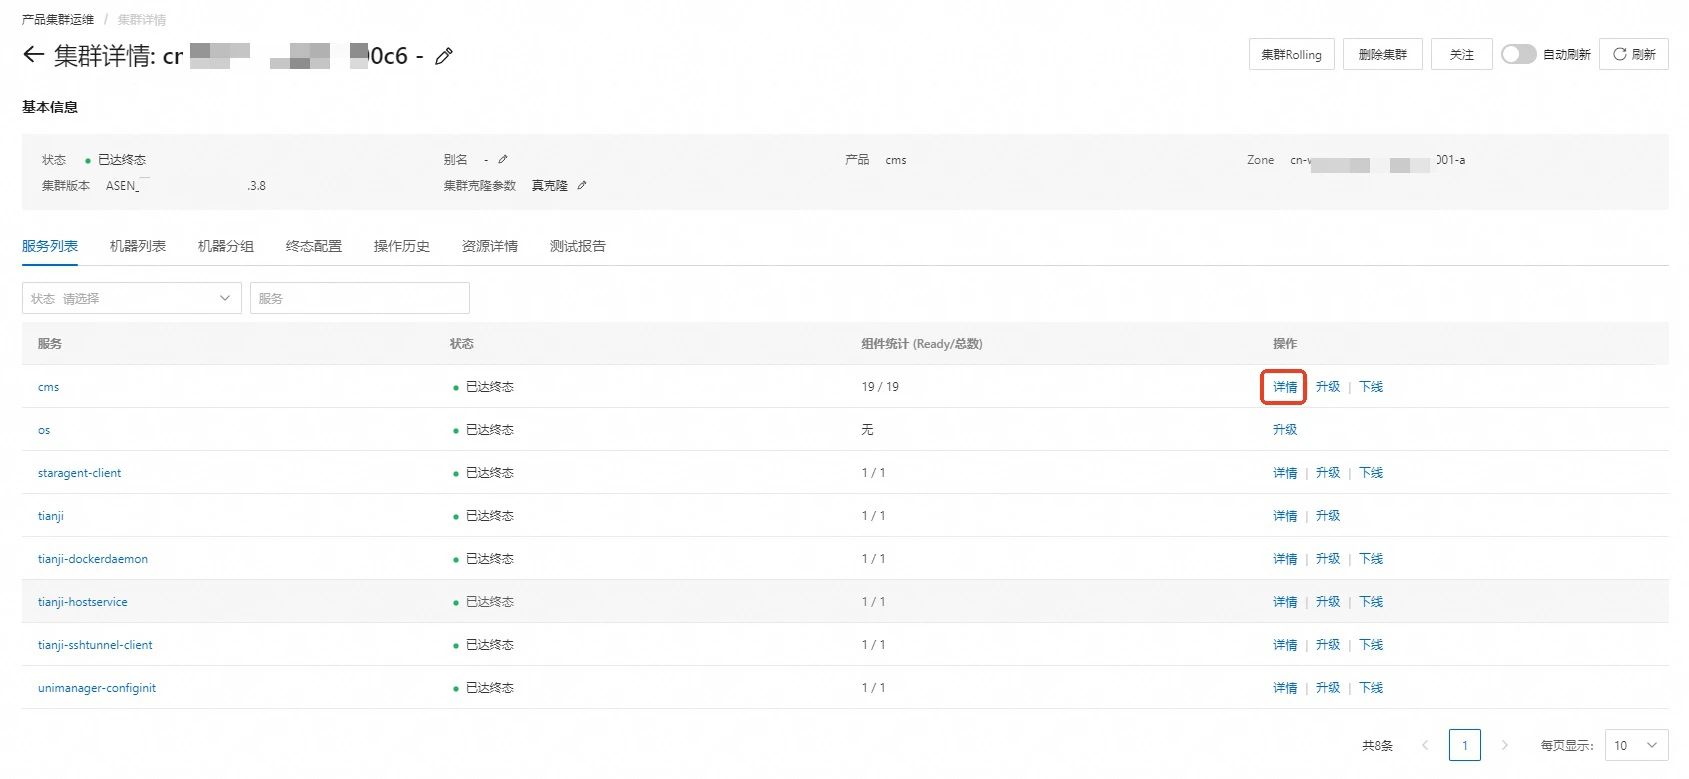 产品集群运维 / 集群详情
集群详情: cr 0c6 -
集群Rolling 删除集群 关注 自动刷新 刷新
基本信息
状态 已达终态 别名 - 产品 cms Zone cn- 001-a
集群版本 ASEN_ .3.8 集群克隆参数 真克隆
服务列表 机器列表 机器分组 终态配置 操作历史 资源详情 测试报告
状态 请选择 服务
服务 状态 组件统计 (Ready/总数) 操作
cms 已达终态 19 / 19 详情 升级 | 下线
os 已达终态 无 升级
staragent-client 已达终态 1 / 1 详情 | 升级 | 下线
tianji 已达终态 1 / 1 详情 | 升级
tianji-dockerdaemon 已达终态 1 / 1 详情 | 升级 | 下线
tianji-hostservice 已达终态 1 / 1 详情 | 升级 | 下线
tianji-sshtunnel-client 已达终态 1 / 1 详情 | 升级 | 下线
unimanager-configinit 已达终态 1 / 1 详情 | 升级 | 下线
共8条 < 1 > 每页显示: 10